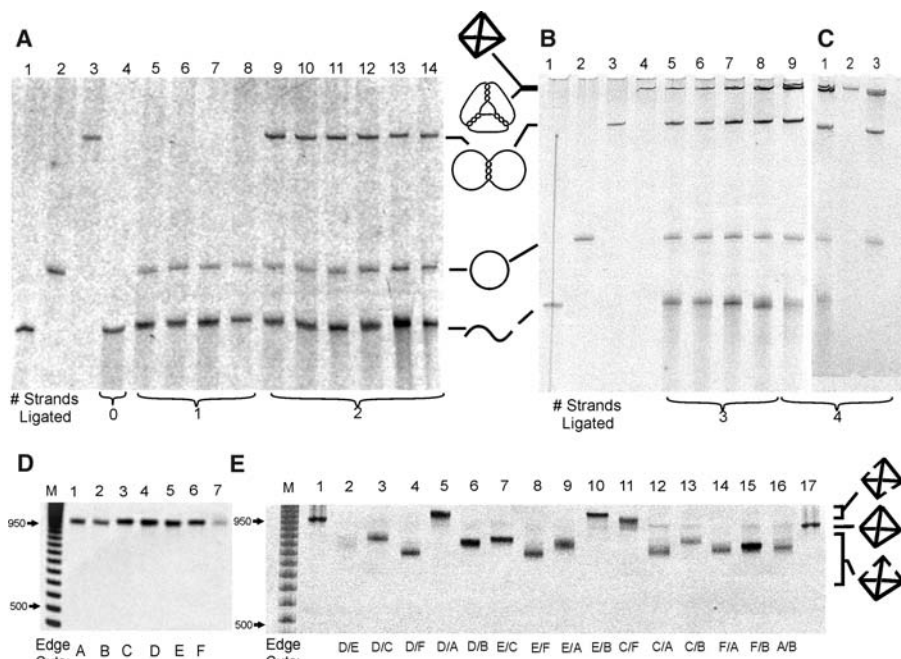 A
1 2 3 4 5 6 7 8 9 10 11 12 13 14
# Strands
Ligated
0 1 2
B
1 2 3 4 5 6 7 8 9
C
1 2 3
# Strands
Ligated
3 4
D
M 1 2 3 4 5 6 7
950
500
Edge A B C D E F
E
M 1 2 3 4 5 6 7 8 9 10 11 12 13 14 15 16 17
950
500
Edge D/E D/C D/F D/A D/B E/C E/F E/A E/B C/F C/A C/B F/A F/B A/B